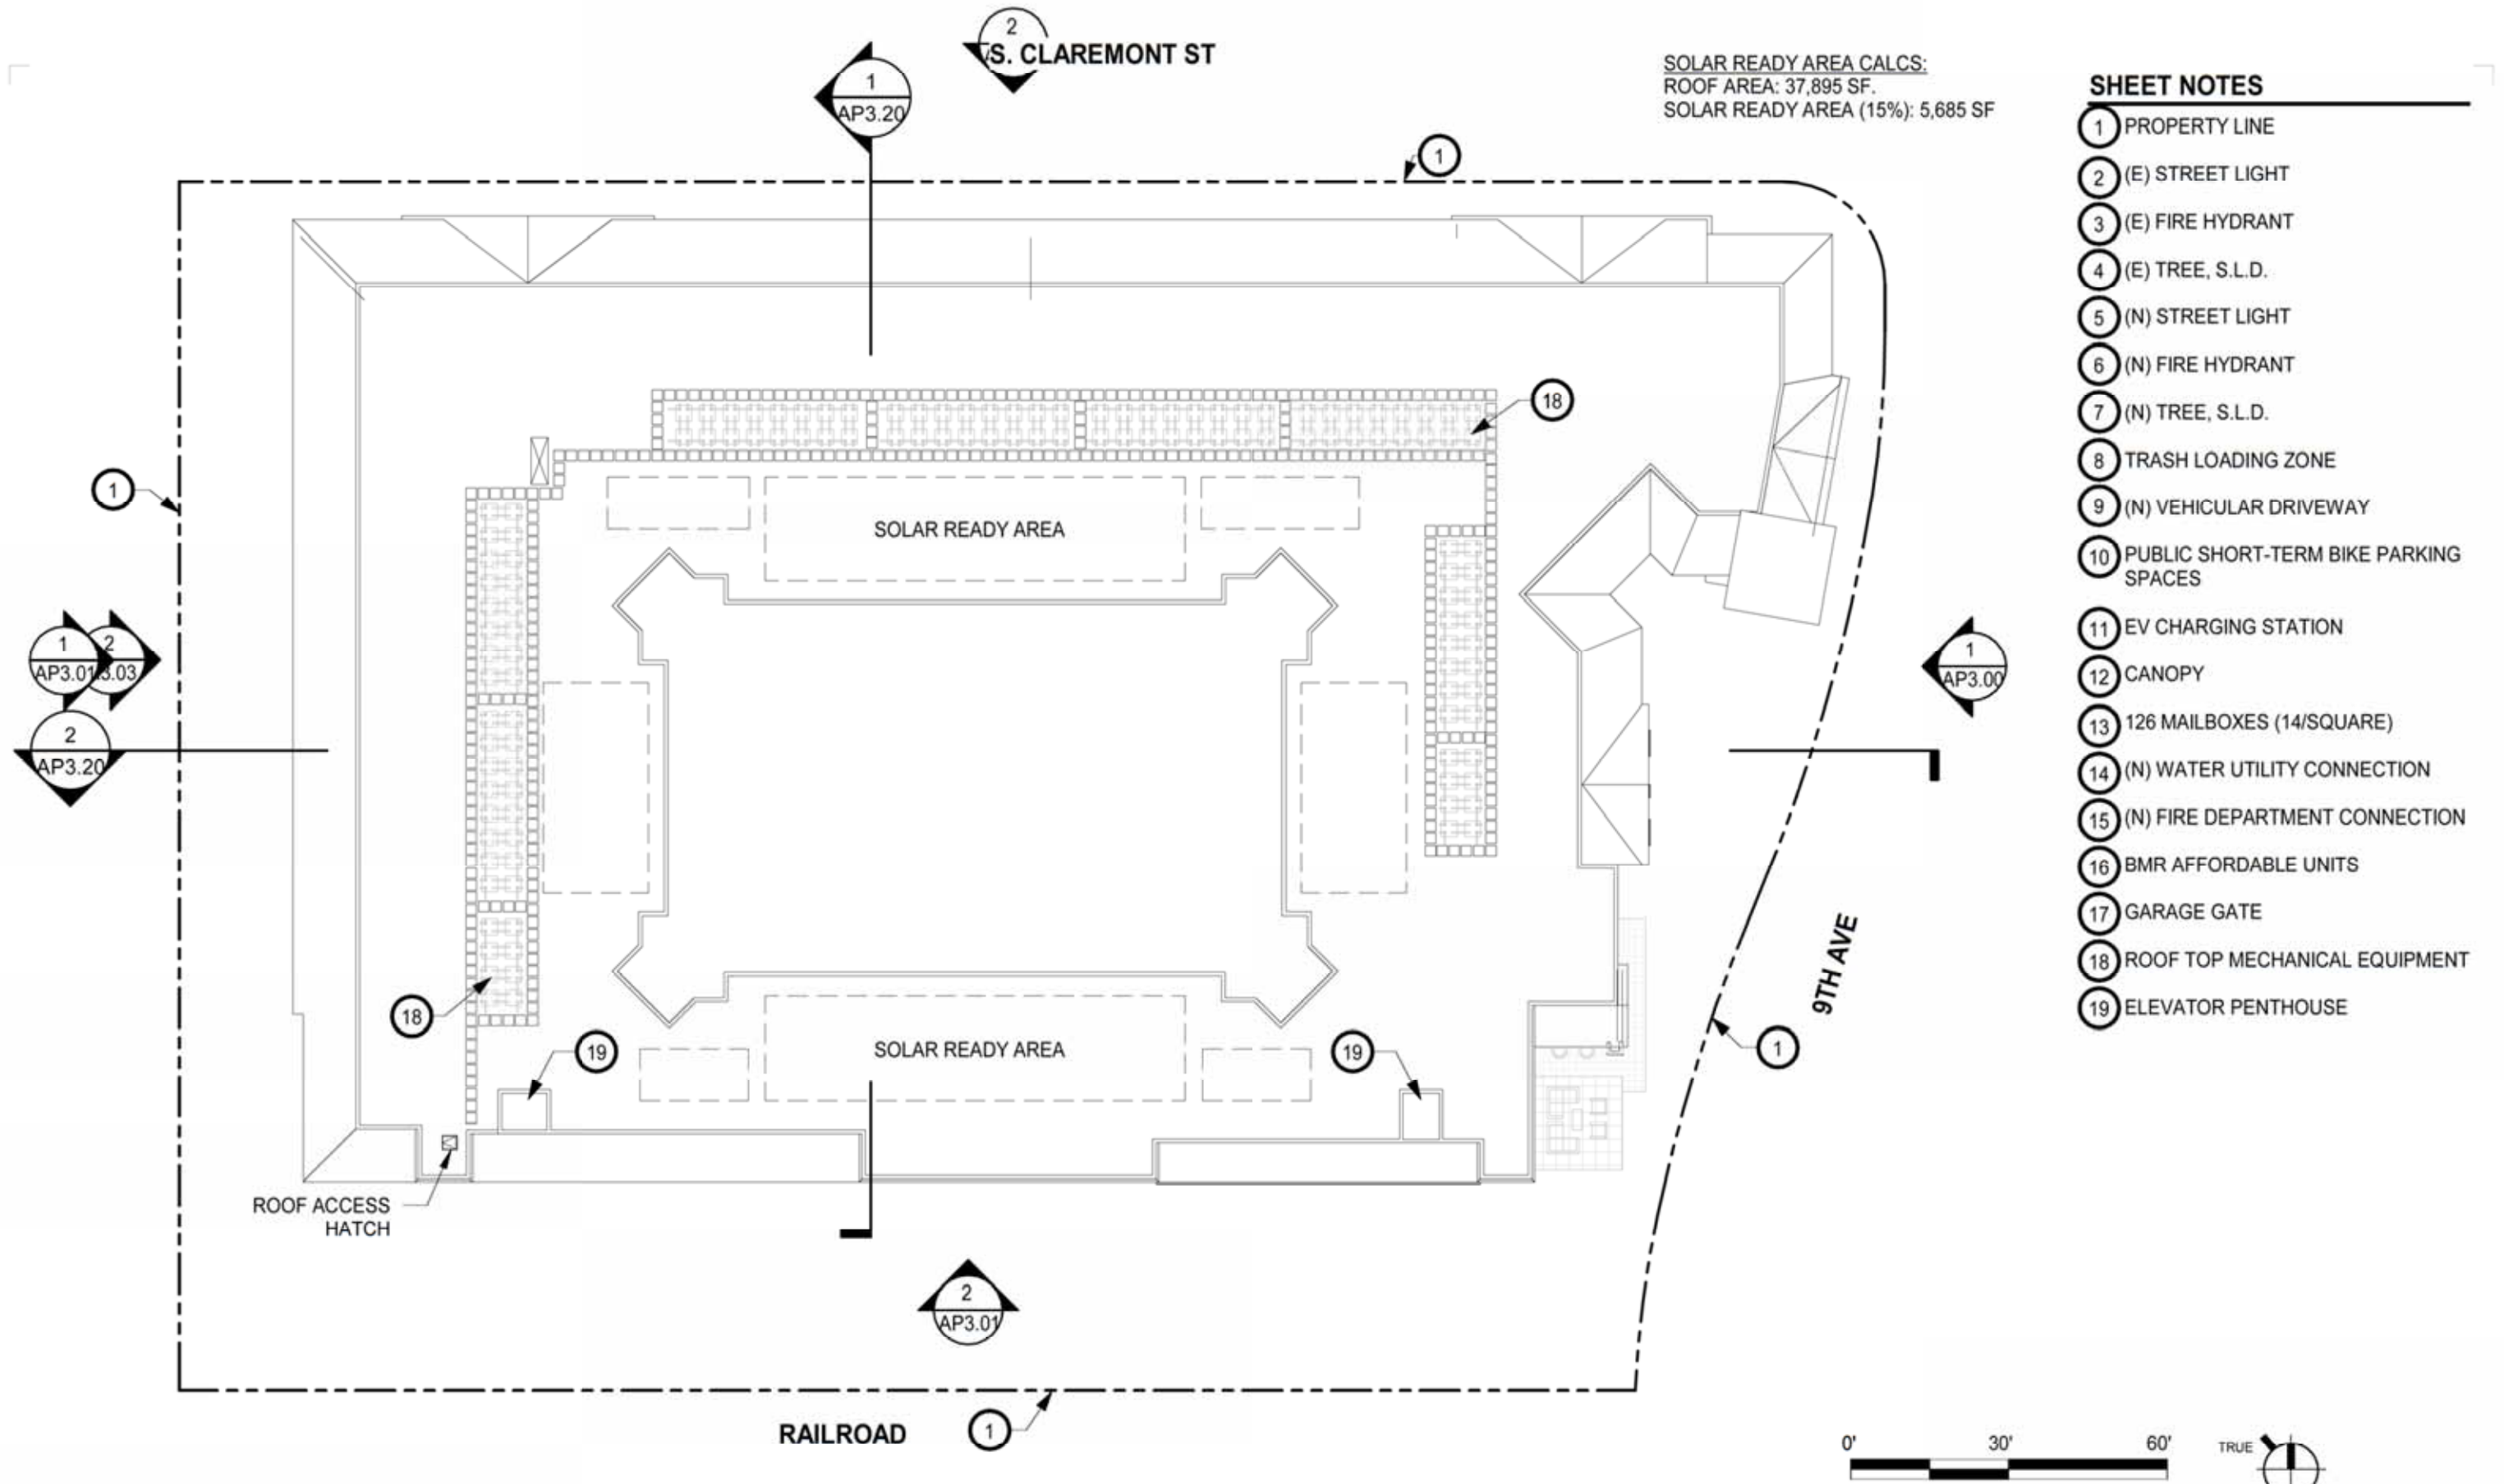 2
S. CLAREMONT ST
1
AP3.20
SOLAR READY AREA CALCS:
ROOF AREA: 37,895 SF.
SOLAR READY AREA (15%): 5,685 SF
1
18
1
SOLAR READY AREA
1
AP3.01
2
3.03
2
AP3.20
1
AP3.00
18
19
SOLAR READY AREA
19
1
9TH AVE
ROOF ACCESS
HATCH
2
AP3.01
RAILROAD
1
SHEET NOTES
1 PROPERTY LINE
2 (E) STREET LIGHT
3 (E) FIRE HYDRANT
4 (E) TREE, S.L.D.
5 (N) STREET LIGHT
6 (N) FIRE HYDRANT
7 (N) TREE, S.L.D.
8 TRASH LOADING ZONE
9 (N) VEHICULAR DRIVEWAY
10 PUBLIC SHORT-TERM BIKE PARKING
SPACES
11 EV CHARGING STATION
12 CANOPY
13 126 MAILBOXES (14/SQUARE)
14 (N) WATER UTILITY CONNECTION
15 (N) FIRE DEPARTMENT CONNECTION
16 BMR AFFORDABLE UNITS
17 GARAGE GATE
18 ROOF TOP MECHANICAL EQUIPMENT
19 ELEVATOR PENTHOUSE
0' 30' 60'
TRUE